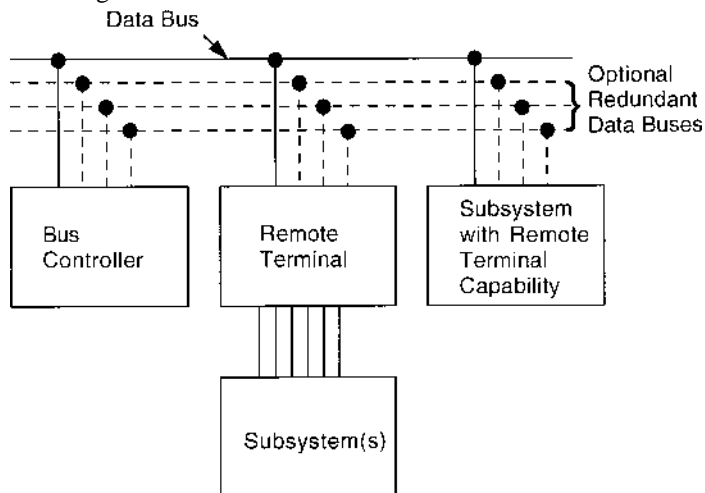 Data Bus
Optional
Redundant
Data Buses
Bus
Controller
Remote
Terminal
Subsystem
with Remote
Terminal
Capability
Subsystem(s)